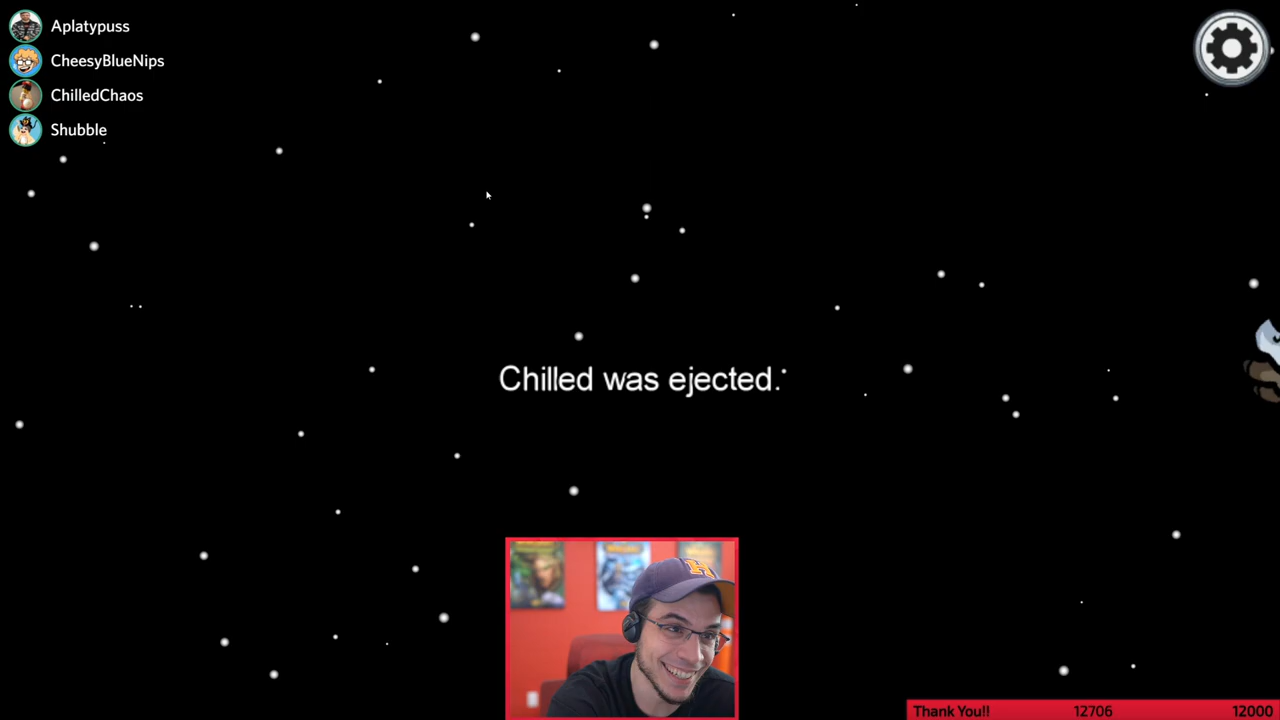 Aplatypuss
CheesyBlueNips
ChilledChaos
Shubble
Chilled was ejected.
H
Thank You!! 12706 12000